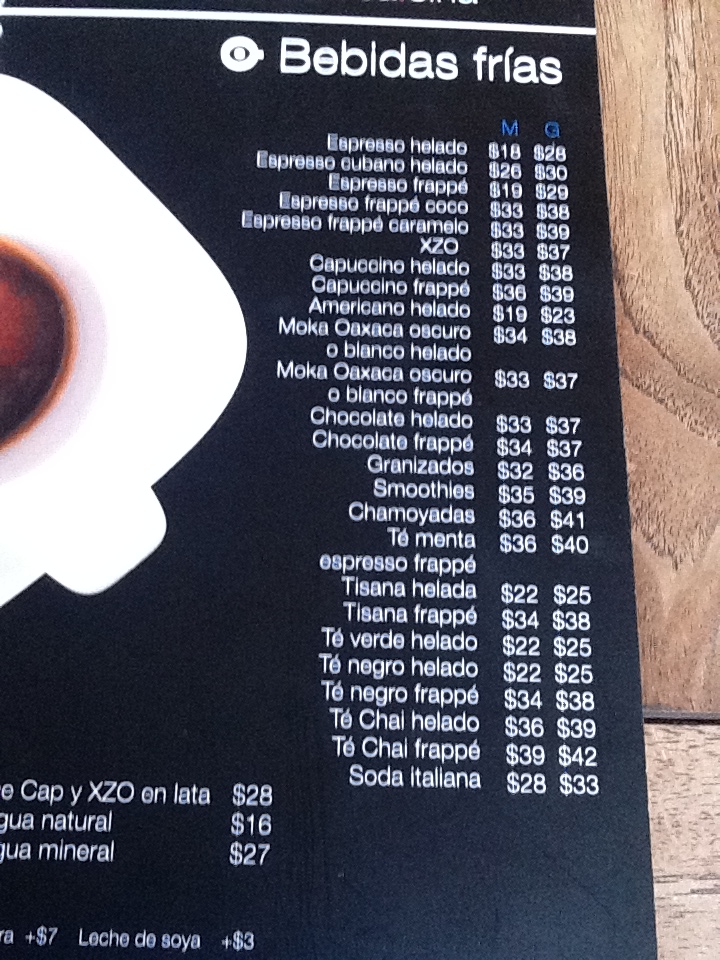 Bebidas frías
M G
Espresso helado $18 $28
Espresso cubano helado $26 $30
Espresso frappé $19 $29
Espresso frappé coco $33 $38
Espresso frappé caramelo $33 $39
XZO $33 $37
Capuccino helado $33 $38
Capuccino frappé $36 $39
Americano helado $19 $23
Moka Oaxaca oscuro $34 $38
o blanco helado
Moka Oaxaca oscuro $33 $37
o blanco frappé
Chocolate helado $33 $37
Chocolate frappé $34 $37
Granizados $32 $36
Smoothies $35 $39
Chamoyadas $36 $41
Té menta $36 $40
espresso frappé
Tisana helada $22 $25
Tisana frappé $34 $38
Té verde helado $22 $25
Té negro helado $22 $25
Té negro frappé $34 $38
Té Chai helado $36 $39
Té Chai frappé $39 $42
Soda italiana $28 $33
e Cap y XZO en lata $28
gua natural $16
gua mineral $27
ra +$7 Leche de soya +$3